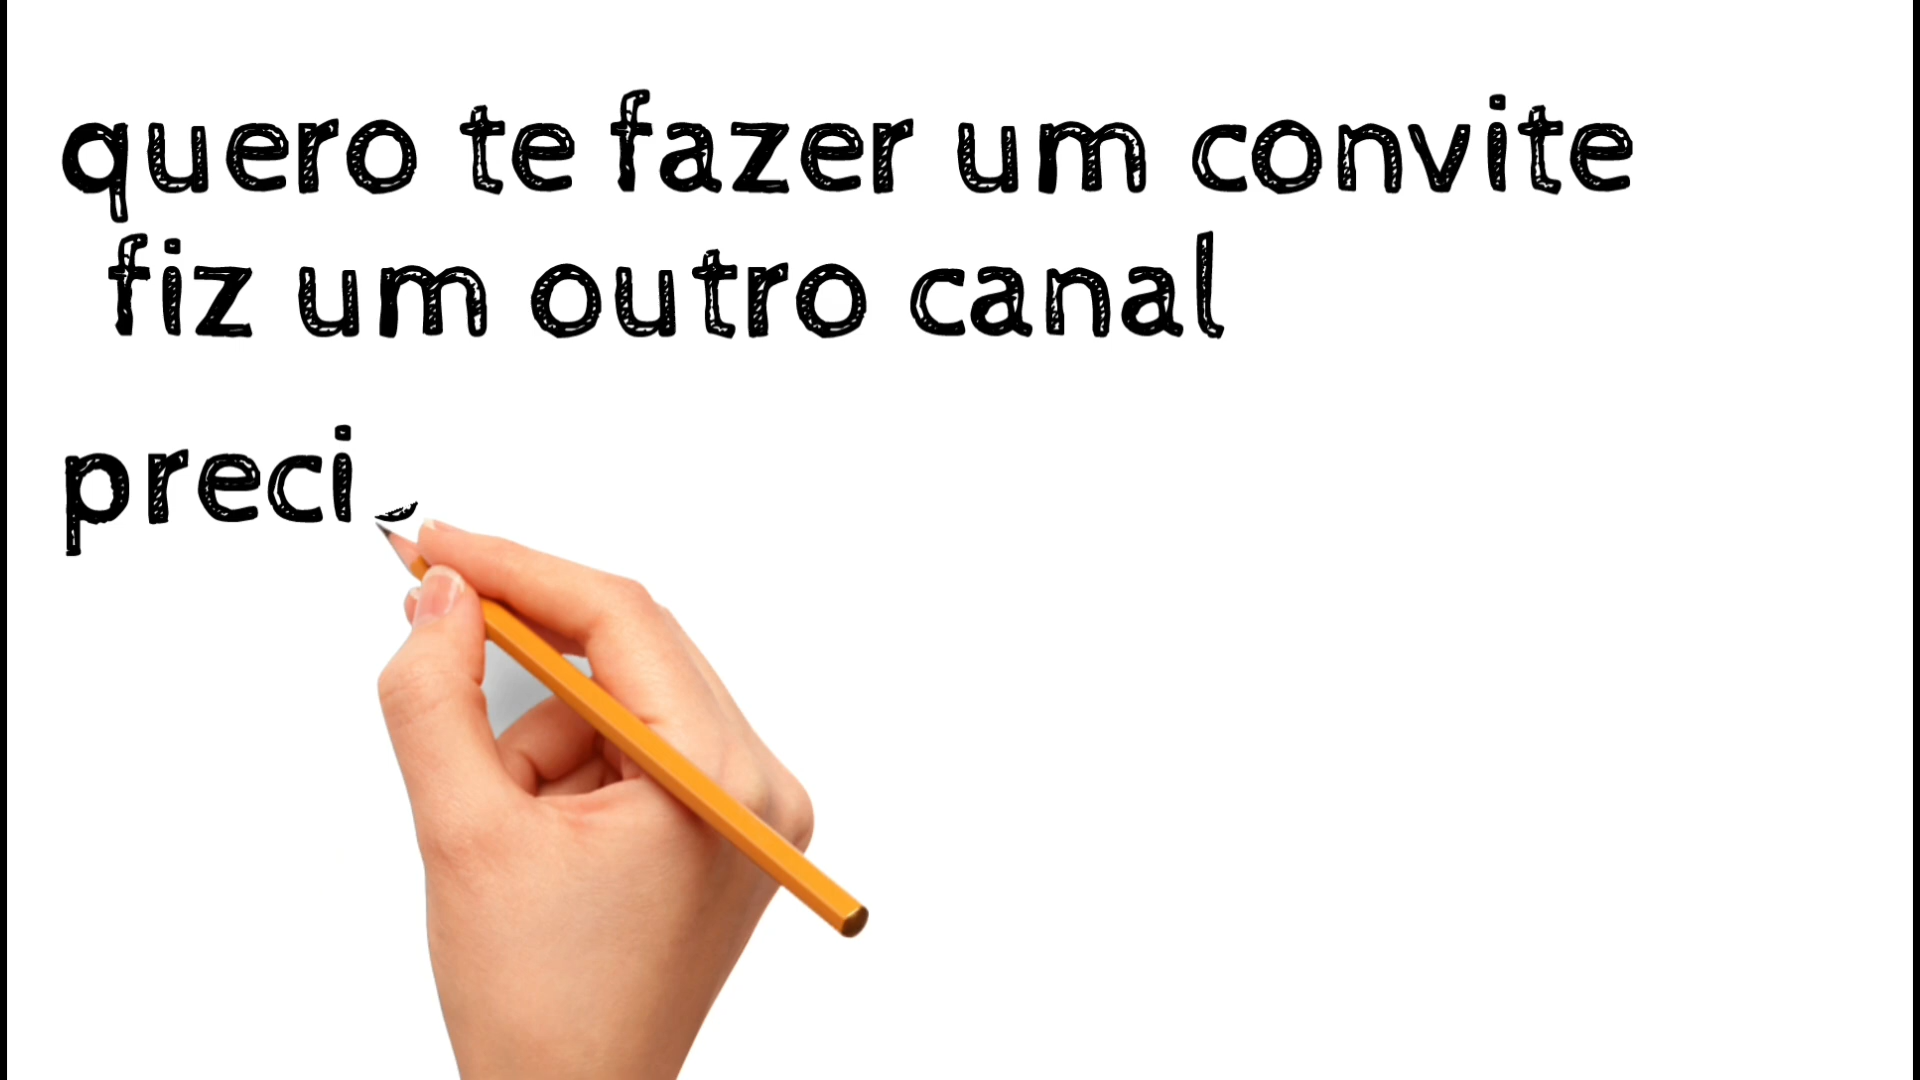 quero te fazer um convite
fiz um outro canal
preci